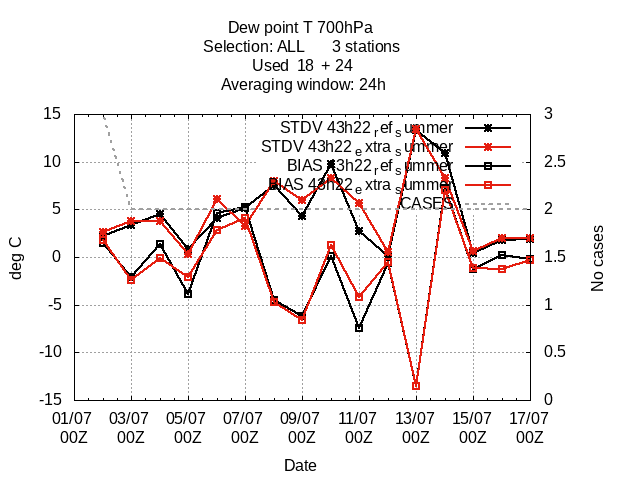 Dew point T 700hPa
Selection: ALL      3 stations
Used  18  + 24
Averaging window: 24h
STDV 43h22_ref_summer
STDV 43h22_extra_summer
BIAS 43h22_ref_summer
BIAS 43h22_extra_summer
CASES
15
10
5
0
-5
-10
-15
deg C
3
2.5
2
1.5
1
0.5
0
No cases
01/07 03/07 05/07 07/07 09/07 11/07 13/07 15/07 17/07
00Z 00Z 00Z 00Z 00Z 00Z 00Z 00Z 00Z
Date